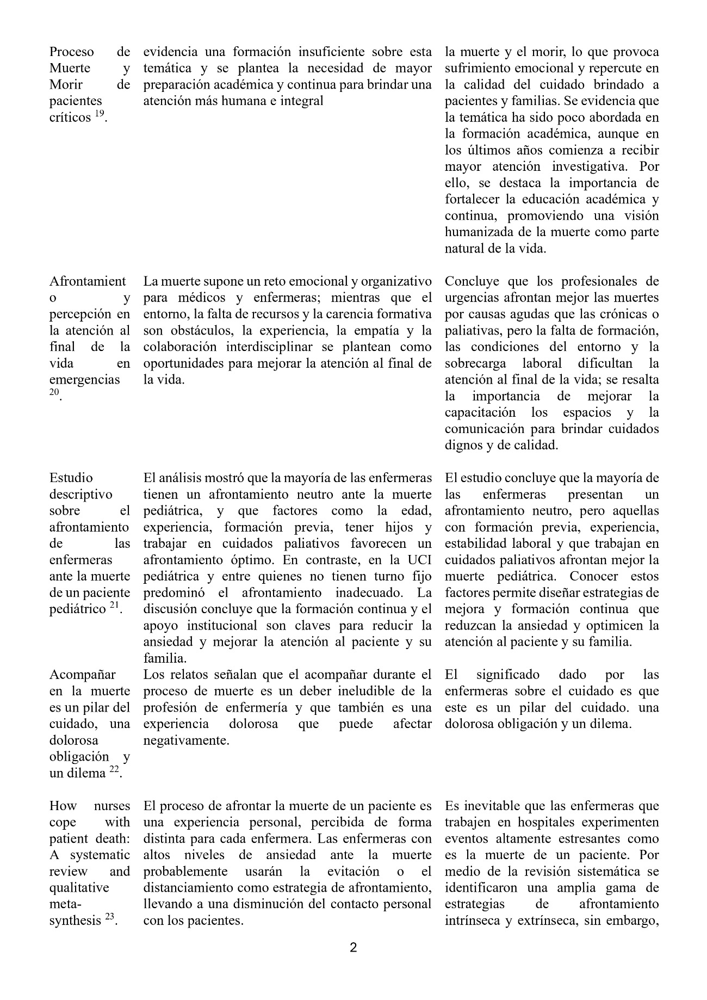 Proceso de
Muerte y
Morir de
pacientes
críticos 19.
evidencia una formación insuficiente sobre esta
temática y se plantea la necesidad de mayor
preparación académica y continua para brindar una
atención más humana e integral
la muerte y el morir, lo que provoca
sufrimiento emocional y repercute en
la calidad del cuidado brindado a
pacientes y familias. Se evidencia que
la temática ha sido poco abordada en
la formación académica, aunque en
los últimos años comienza a recibir
mayor atención investigativa. Por
ello, se destaca la importancia de
fortalecer la educación académica y
continua, promoviendo una visión
humanizada de la muerte como parte
natural de la vida.
Afrontamient
o y
percepción en
la atención al
final de la
vida en
emergencias
20.
La muerte supone un reto emocional y organizativo
para médicos y enfermeras; mientras que el
entorno, la falta de recursos y la carencia formativa
son obstáculos, la experiencia, la empatía y la
colaboración interdisciplinar se plantean como
oportunidades para mejorar la atención al final de
la vida.
Concluye que los profesionales de
urgencias afrontan mejor las muertes
por causas agudas que las crónicas o
paliativas, pero la falta de formación,
las condiciones del entorno y la
sobrecarga laboral dificultan la
atención al final de la vida; se resalta
la importancia de mejorar la
capacitación los espacios y la
comunicación para brindar cuidados
dignos y de calidad.
Estudio
descriptivo
sobre el
afrontamiento
de las
enfermeras
ante la muerte
de un paciente
pediátrico 21.
El análisis mostró que la mayoría de las enfermeras
tienen un afrontamiento neutro ante la muerte
pediátrica, y que factores como la edad,
experiencia, formación previa, tener hijos y
trabajar en cuidados paliativos favorecen un
afrontamiento óptimo. En contraste, en la UCI
pediátrica y entre quienes no tienen turno fijo
predominó el afrontamiento inadecuado. La
discusión concluye que la formación continua y el
apoyo institucional son claves para reducir la
ansiedad y mejorar la atención al paciente y su
familia.
El estudio concluye que la mayoría de
las enfermeras presentan un
afrontamiento neutro, pero aquellas
con formación previa, experiencia,
estabilidad laboral y que trabajan en
cuidados paliativos afrontan mejor la
muerte pediátrica. Conocer estos
factores permite diseñar estrategias de
mejora y formación continua que
reduzcan la ansiedad y optimicen la
atención al paciente y su familia.
Acompañar
en la muerte
es un pilar del
cuidado, una
dolorosa
obligación y
un dilema 22.
Los relatos señalan que el acompañar durante el
proceso de muerte es un deber ineludible de la
profesión de enfermería y que también es una
experiencia dolorosa que puede afectar
negativamente.
El significado dado por las
enfermeras sobre el cuidado es que
este es un pilar del cuidado. una
dolorosa obligación y un dilema.
How nurses
cope with
patient death:
A systematic
review and
qualitative
meta-
synthesis 23.
El proceso de afrontar la muerte de un paciente es
una experiencia personal, percibida de forma
distinta para cada enfermera. Las enfermeras con
altos niveles de ansiedad ante la muerte
probablemente usarán la evitación o el
distanciamiento como estrategia de afrontamiento,
llevando a una disminución del contacto personal
con los pacientes.
Es inevitable que las enfermeras que
trabajen en hospitales experimenten
eventos altamente estresantes como
es la muerte de un paciente. Por
medio de la revisión sistemática se
identificaron una amplia gama de
estrategias de afrontamiento
intrínseca y extrínseca, sin embargo,
2